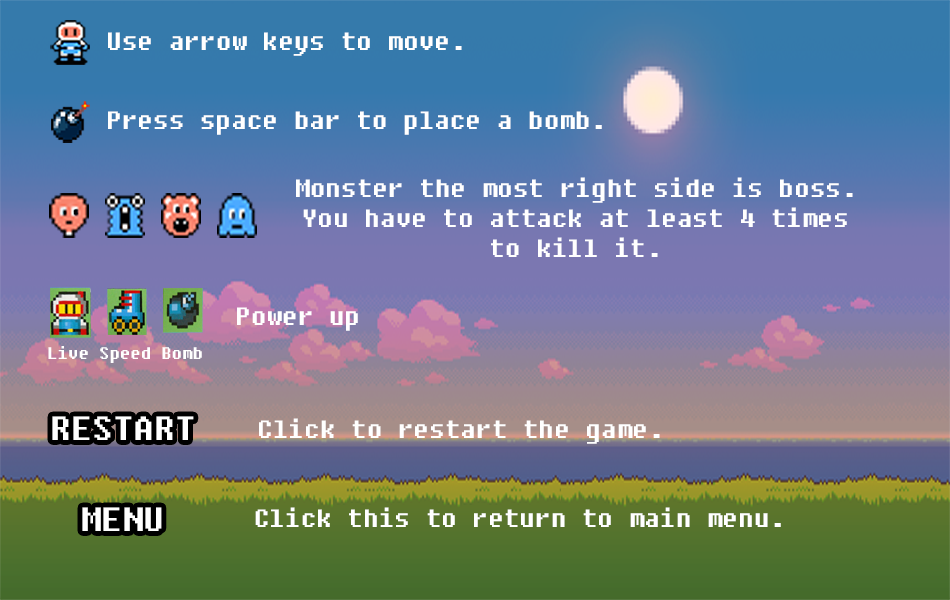 Use arrow keys to move.
Press space bar to place a bomb.
Monster the most right side is boss.
You have to attack at least 4 times
to kill it.
Power up
Live Speed Bomb
RESTART Click to restart the game.
MENU Click this to return to main menu.